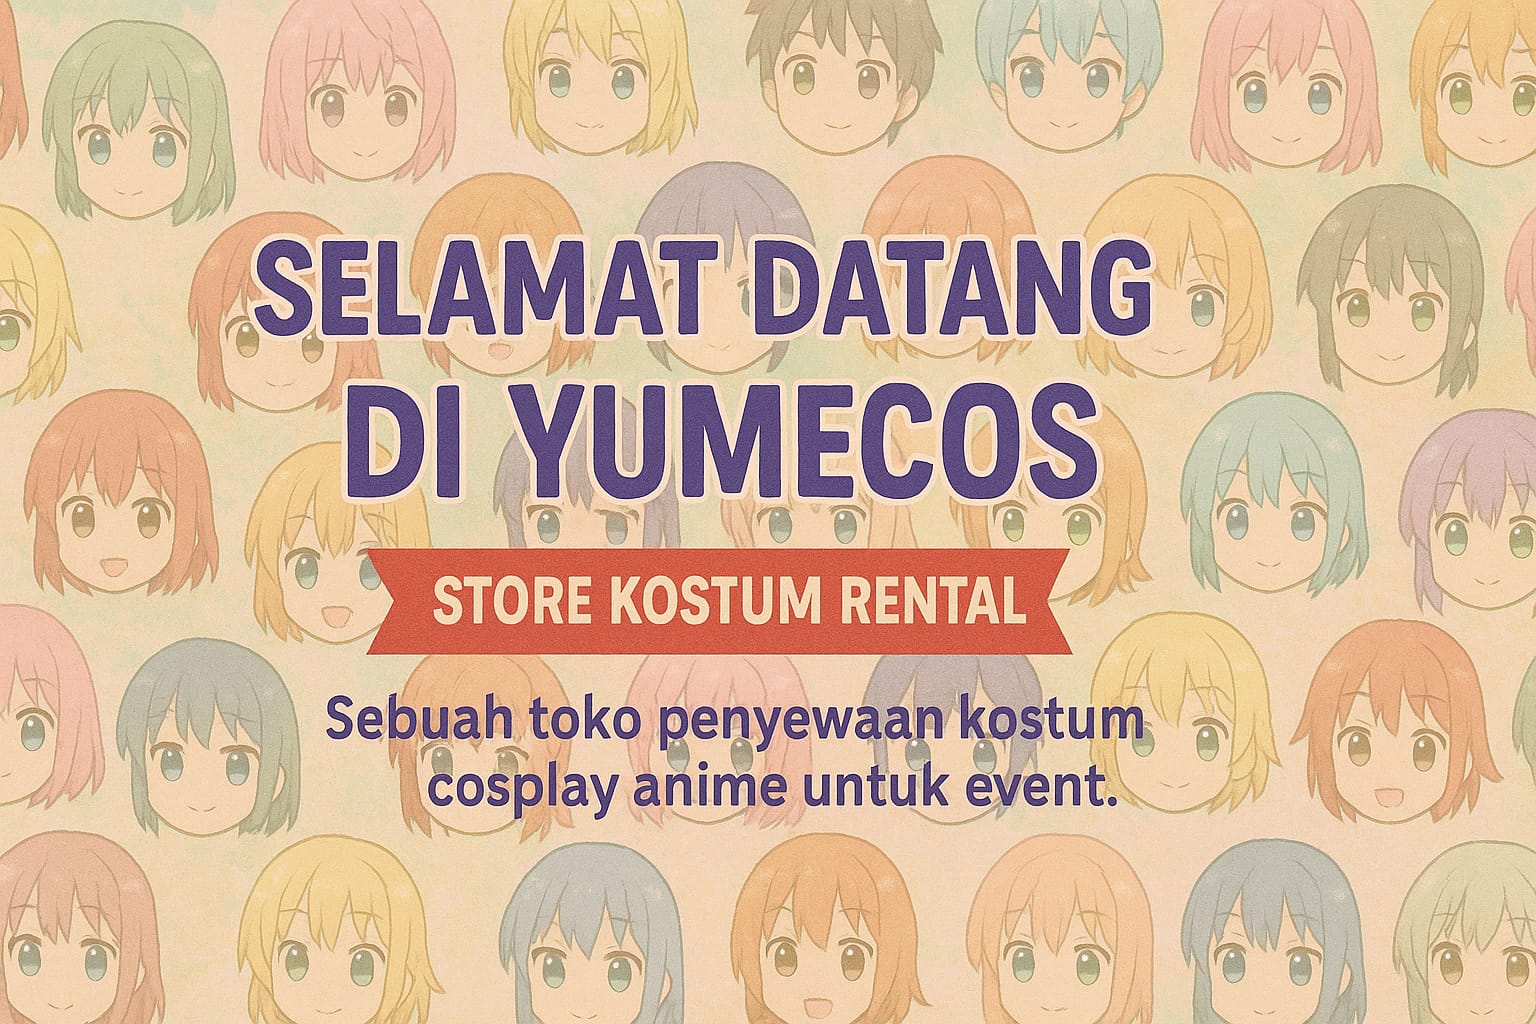 SELAMAT DATANG
DI YUMECOS
STORE KOSTUM RENTAL
Sebuah toko penyewaan kostum
cosplay anime untuk event.